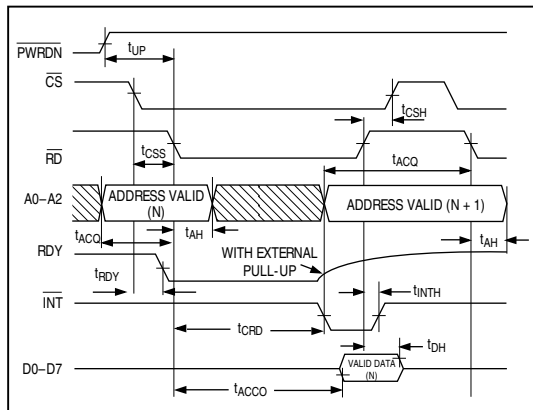 PWRDN
tUP
CS
tCSH
RD
tCSS
tACQ
A0–A2
ADDRESS VALID
(N)
ADDRESS VALID (N + 1)
tACQ
tAH
tAH
RDY
WITH EXTERNAL
PULL-UP
tRDY
tINTH
INT
tCRD
tDH
D0–D7
VALID DATA
(N)
tACCO